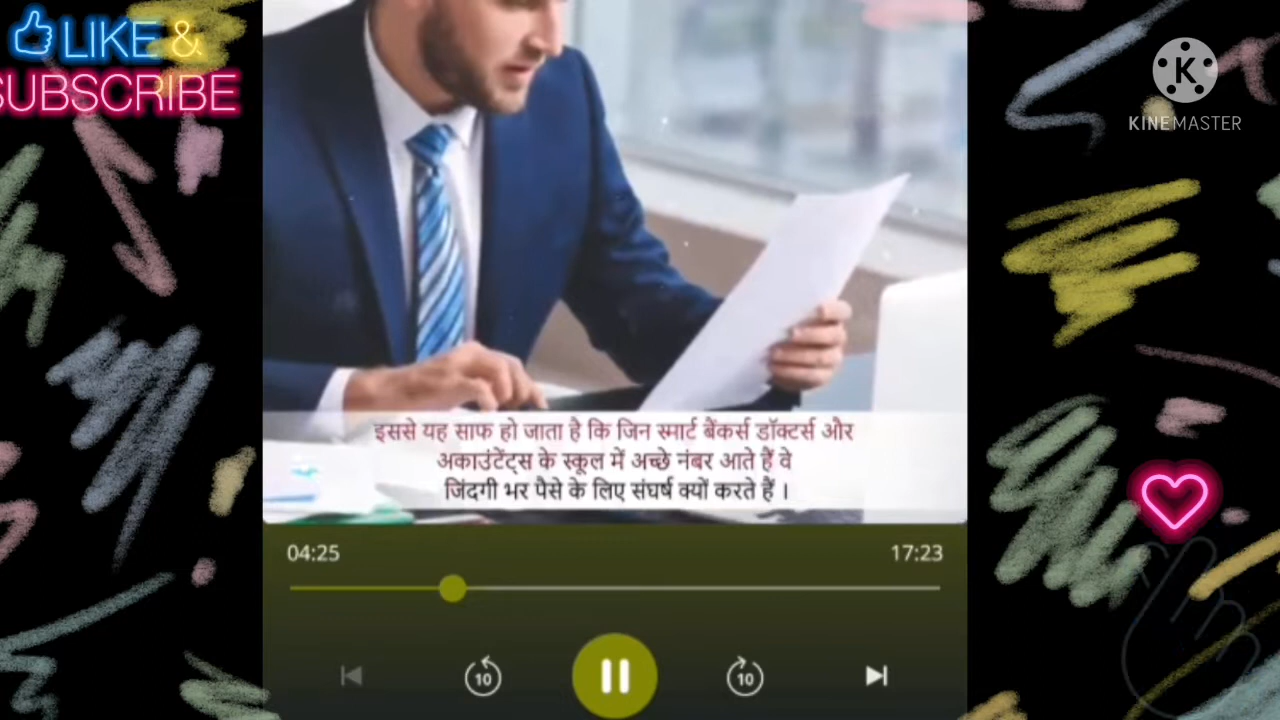 LIKE &
SUBSCRIBE
KINEMASTER
इससे यह साफ हो जाता है कि जिन स्मार्ट बैंकर्स डॉक्टर्स और
अकाउंटेंट्स के स्कूल में अच्छे नंबर आते हैं वे
जिंदगी भर पैसे के लिए संघर्ष क्यों करते हैं ।
04:25
17:23
10
10